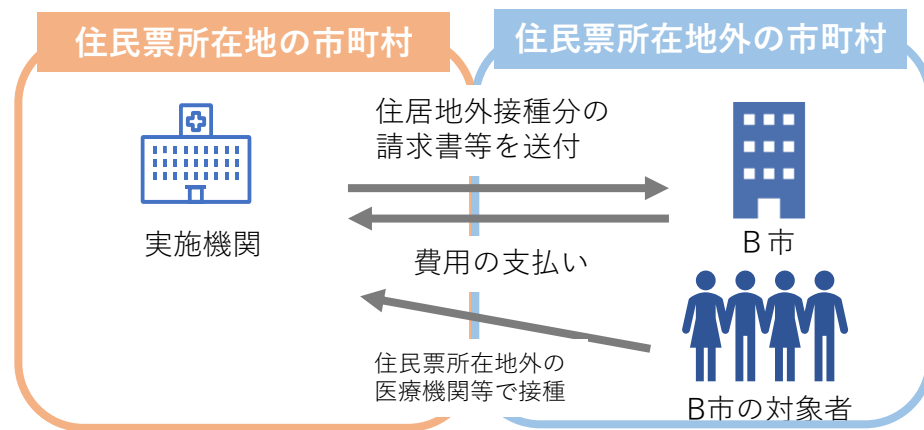 住民票所在地の市町村
住民票所在地外の市町村
住居地外接種分の
請求書等を送付
実施機関
B市
費用の支払い
住民票所在地外の
医療機関等で接種
B市の対象者